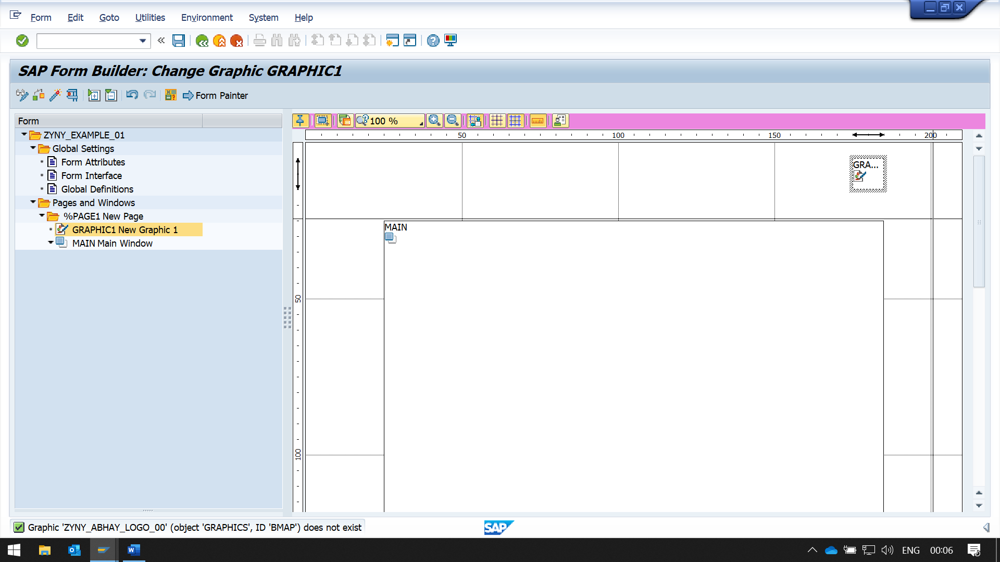 Form Edit Goto Utilities Environment System Help
SAP Form Builder: Change Graphic GRAPHIC1
Form Painter
Form
100 %
ZYNY_EXAMPLE_01
Global Settings
Form Attributes
Form Interface
Global Definitions
Pages and Windows
%PAGE1 New Page
GRAPHIC1 New Graphic 1
MAIN Main Window
50 100 150 200
GRA...
MAIN
50
100
Graphic 'ZYNY_ABHAY_LOGO_00' (object 'GRAPHICS', ID 'BMAP') does not exist
SAP
ENG 00:06